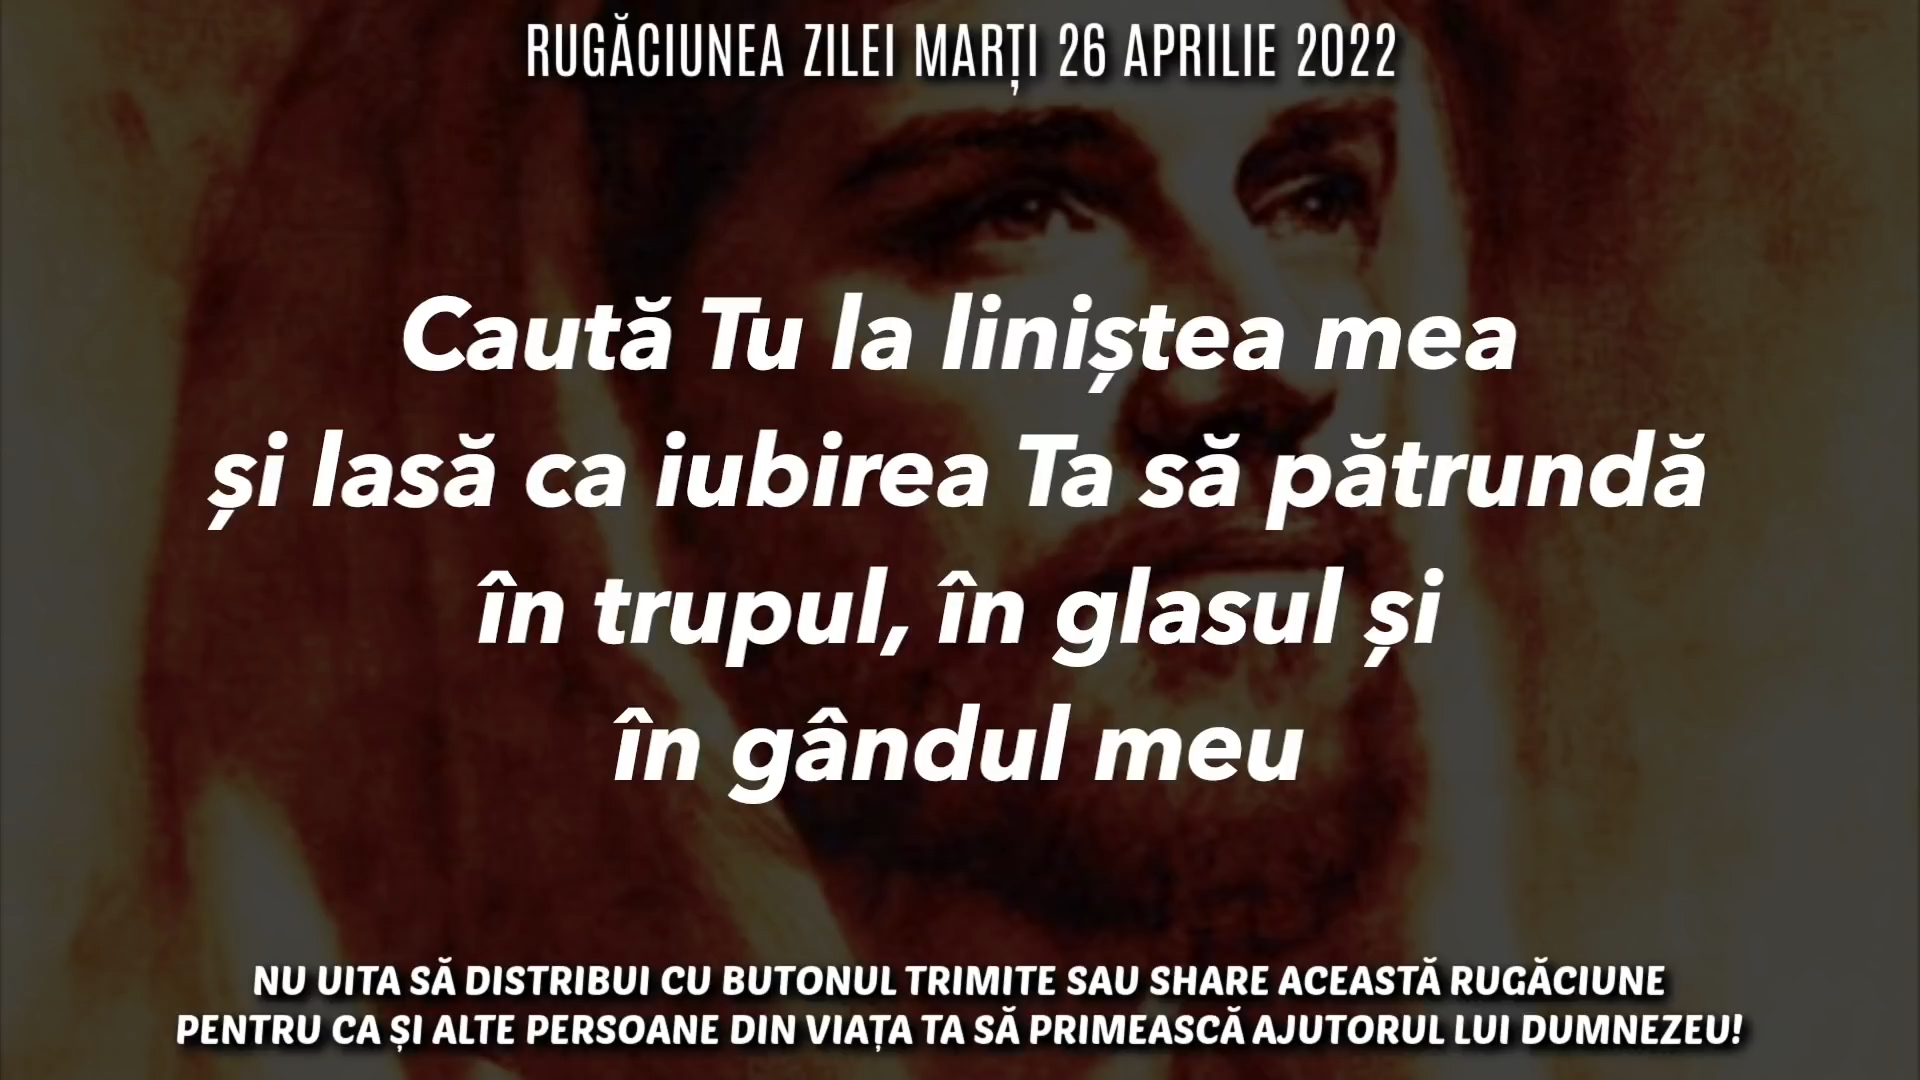 RUGĂCIUNEA ZILEI MARȚI 26 APRILIE 2022
Caută Tu la liniștea mea
și lasă ca iubirea Ta să pătrundă
în trupul, în glasul și
în gândul meu
NU UITA SĂ DISTRIBUI CU BUTONUL TRIMITE SAU SHARE ACEASTĂ RUGĂCIUNE
PENTRU CA ȘI ALTE PERSOANE DIN VIAȚA TA SĂ PRIMEASCĂ AJUTORUL LUI DUMNEZEU!